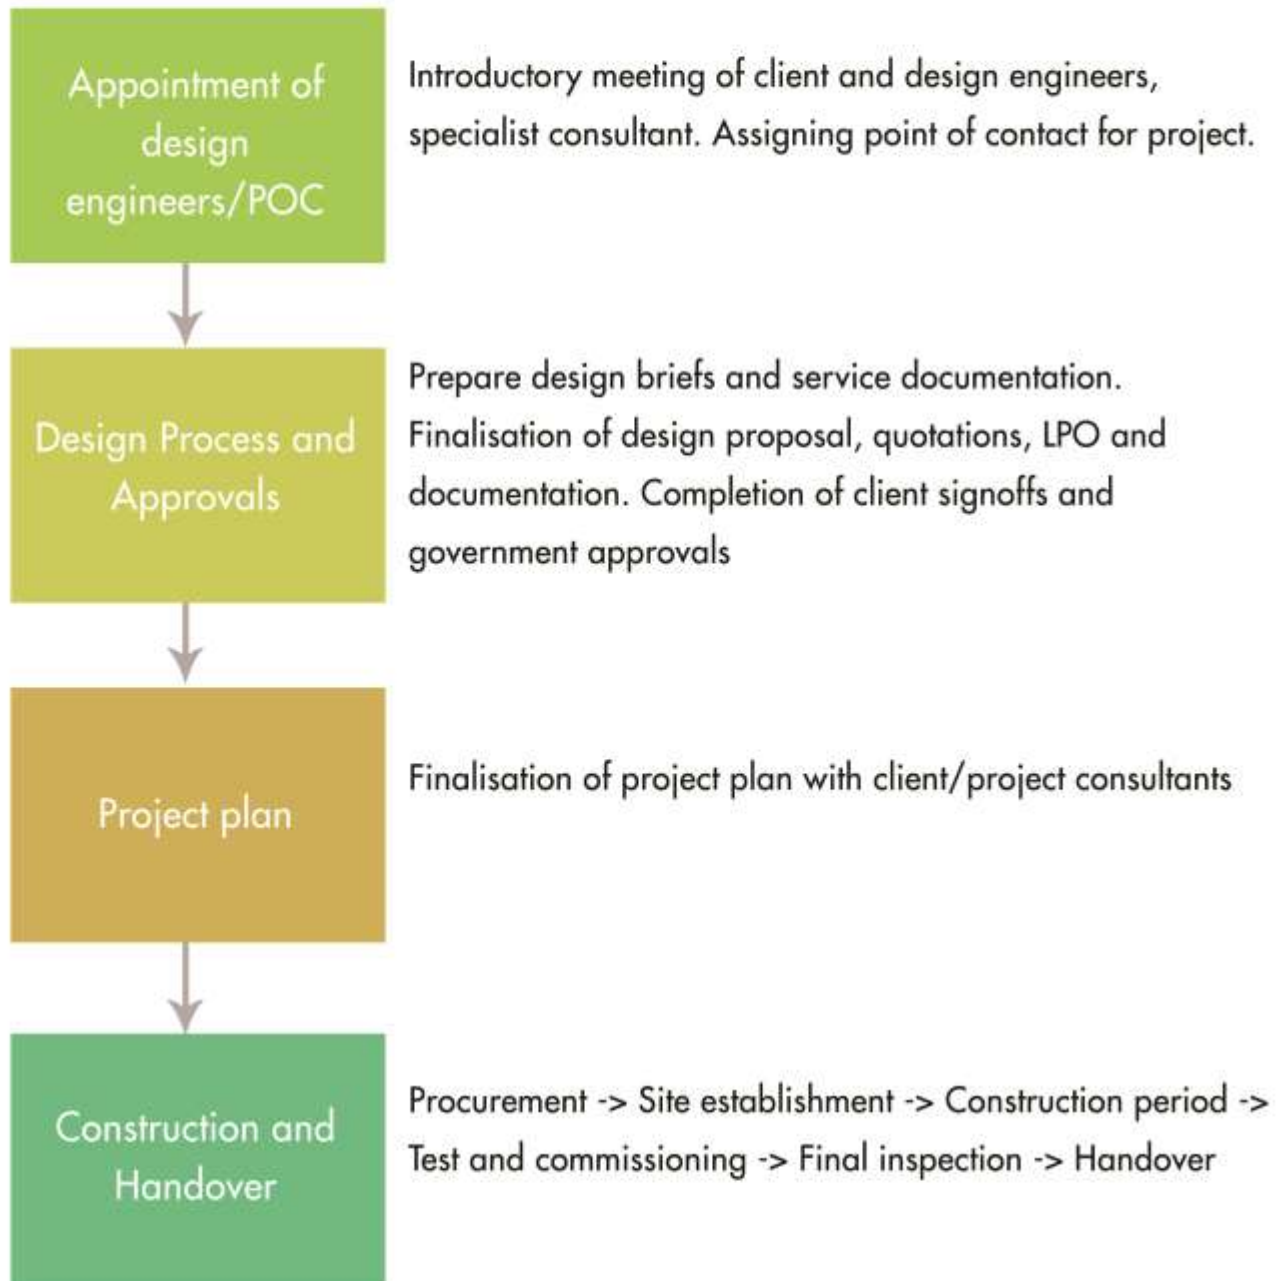 Appointment of
design
engineers/POC
Introductory meeting of client and design engineers,
specialist consultant. Assigning point of contact for project.
Design Process and
Approvals
Prepare design briefs and service documentation.
Finalisation of design proposal, quotations, LPO and
documentation. Completion of client signoffs and
government approvals
Project plan
Finalisation of project plan with client/project consultants
Construction and
Handover
Procurement -> Site establishment -> Construction period ->
Test and commissioning -> Final inspection -> Handover